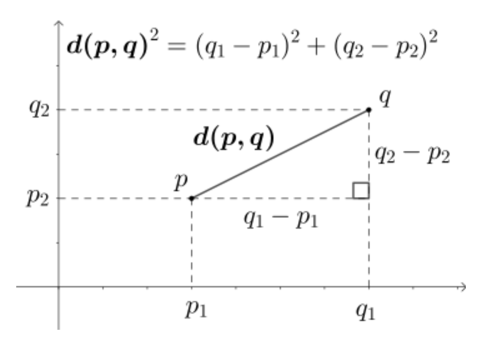 d(p, q)² = (q₁ − p₁)² + (q₂ − p₂)²
q₂
q
d(p, q)
q₂ − p₂
p
p₂
q₁ − p₁
p₁
q₁